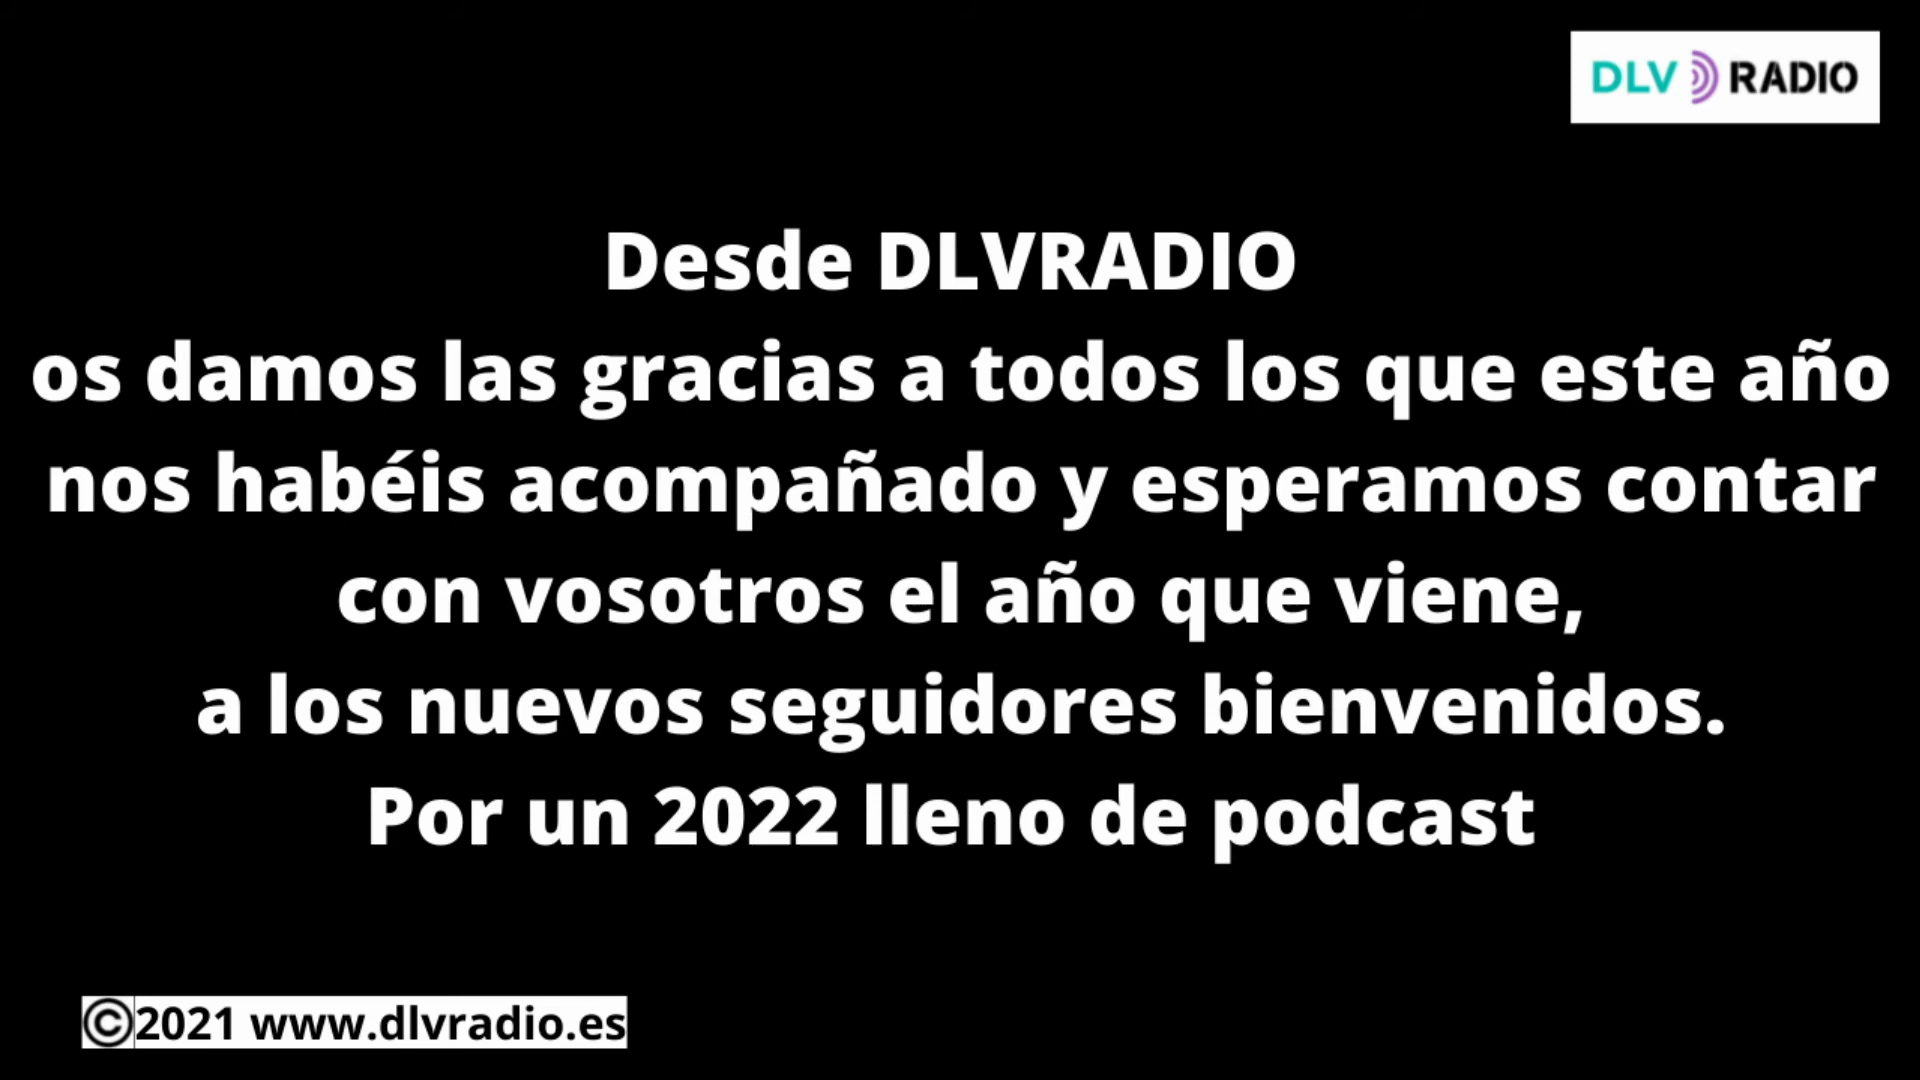 DLV RADIO
Desde DLVRADIO
os damos las gracias a todos los que este año
nos habéis acompañado y esperamos contar
con vosotros el año que viene,
a los nuevos seguidores bienvenidos.
Por un 2022 lleno de podcast
©2021 www.dlvradio.es